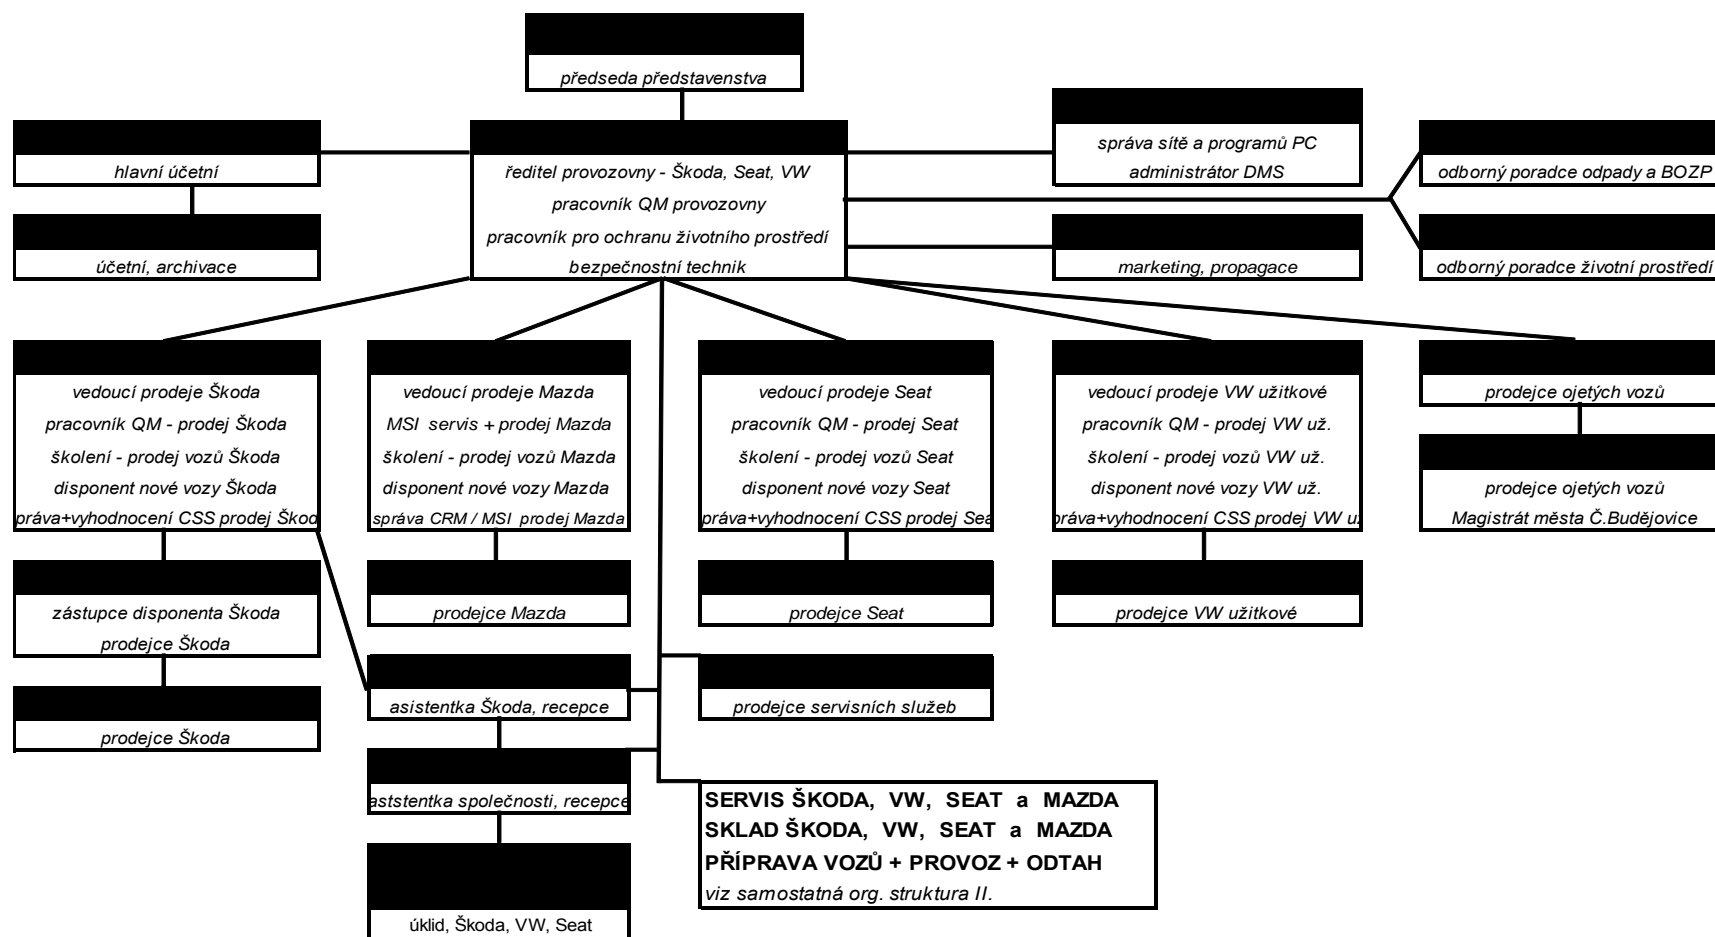 předseda představenstva
hlavní účetní
účetní, archivace
ředitel provozovny - Škoda, Seat, VW
pracovník QM provozovny
pracovník pro ochranu životního prostředí
bezpečnostní technik
správa sítě a programů PC
administrátor DMS
marketing, propagace
odborný poradce odpady a BOZP
odborný poradce životní prostředí
vedoucí prodeje Škoda
pracovník QM - prodej Škoda
školení - prodej vozů Škoda
disponent nové vozy Škoda
práva+vyhodnocení CSS prodej Škod
zástupce disponenta Škoda
prodejce Škoda
prodejce Škoda
vedoucí prodeje Mazda
MSI servis + prodej Mazda
školení - prodej vozů Mazda
disponent nové vozy Mazda
správa CRM / MSI prodej Mazda
prodejce Mazda
asistentka Škoda, recepce
aststentka společnosti, recepce
úklid, Škoda, VW, Seat
vedoucí prodeje Seat
pracovník QM - prodej Seat
školení - prodej vozů Seat
disponent nové vozy Seat
práva+vyhodnocení CSS prodej Sea
prodejce Seat
prodejce servisních služeb
SERVIS ŠKODA, VW, SEAT a MAZDA
SKLAD ŠKODA, VW, SEAT a MAZDA
PŘÍPRAVA VOZŮ + PROVOZ + ODTAH
viz samostatná org. struktura II.
vedoucí prodeje VW užitkové
pracovník QM - prodej VW už.
školení - prodej vozů VW už.
disponent nové vozy VW už.
práva+vyhodnocení CSS prodej VW už
prodejce VW užitkové
prodejce ojetých vozů
prodejce ojetých vozů
Magistrát města Č.Budějovice